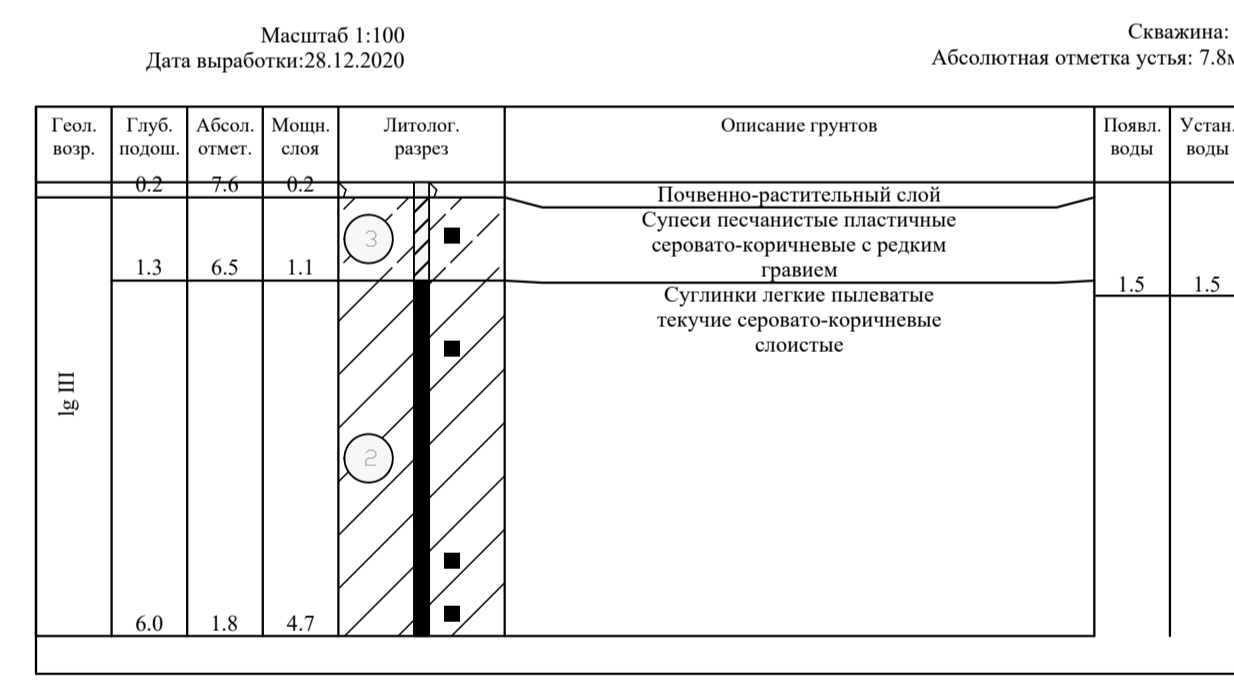 Масштаб 1:100
Дата выработки:28.12.2020
Скважина:
Абсолютная отметка устья: 7.8м
Геол. возр.
Глуб. подош.
Абсол. отмет.
Мощн. слоя
Литолог. разрез
Описание грунтов
Появл. воды
Устан. воды
0.2 7.6 0.2
Почвенно-растительный слой
Супеси песчанистые пластичные
серовато-коричневые с редким
гравием
3
1.3 6.5 1.1
1.5 1.5
Суглинки легкие пылеватые
текучие серовато-коричневые
слоистые
lg III
2
6.0 1.8 4.7